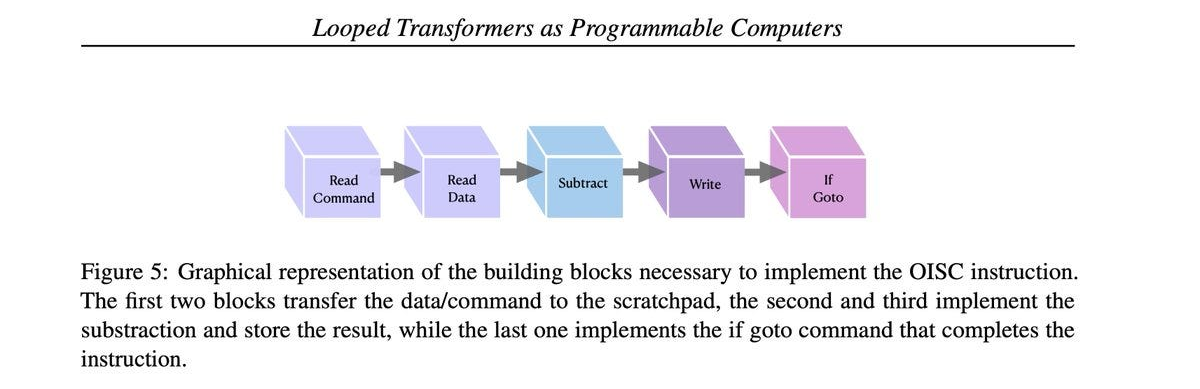 Looped Transformers as Programmable Computers
Read
Command
Read
Data
Subtract
Write
If
Goto
Figure 5: Graphical representation of the building blocks necessary to implement the OISC instruction.
The first two blocks transfer the data/command to the scratchpad, the second and third implement the
substraction and store the result, while the last one implements the if goto command that completes the
instruction.